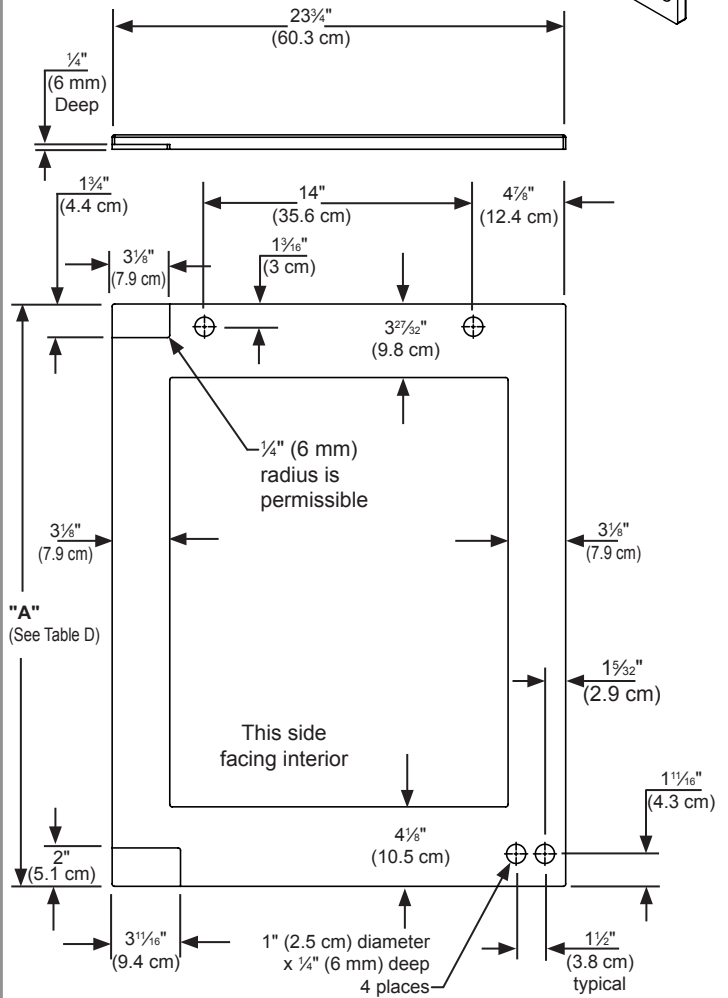 23¾"
(60.3 cm)
¼"
(6 mm)
Deep
1¾"
(4.4 cm)
14"
(35.6 cm)
4⅞"
(12.4 cm)
3⅛"
(7.9 cm)
1³⁄₁₆"
(3 cm)
3²⁷⁄₃₂"
(9.8 cm)
¼" (6 mm)
radius is
permissible
3⅛"
(7.9 cm)
3⅛"
(7.9 cm)
"A"
(See Table D)
1⁵⁄₃₂"
(2.9 cm)
This side
facing interior
1¹¹⁄₁₆"
(4.3 cm)
2"
(5.1 cm)
4⅛"
(10.5 cm)
3¹¹⁄₁₆"
(9.4 cm)
1" (2.5 cm) diameter
x ¼" (6 mm) deep
4 places
1½"
(3.8 cm)
typical